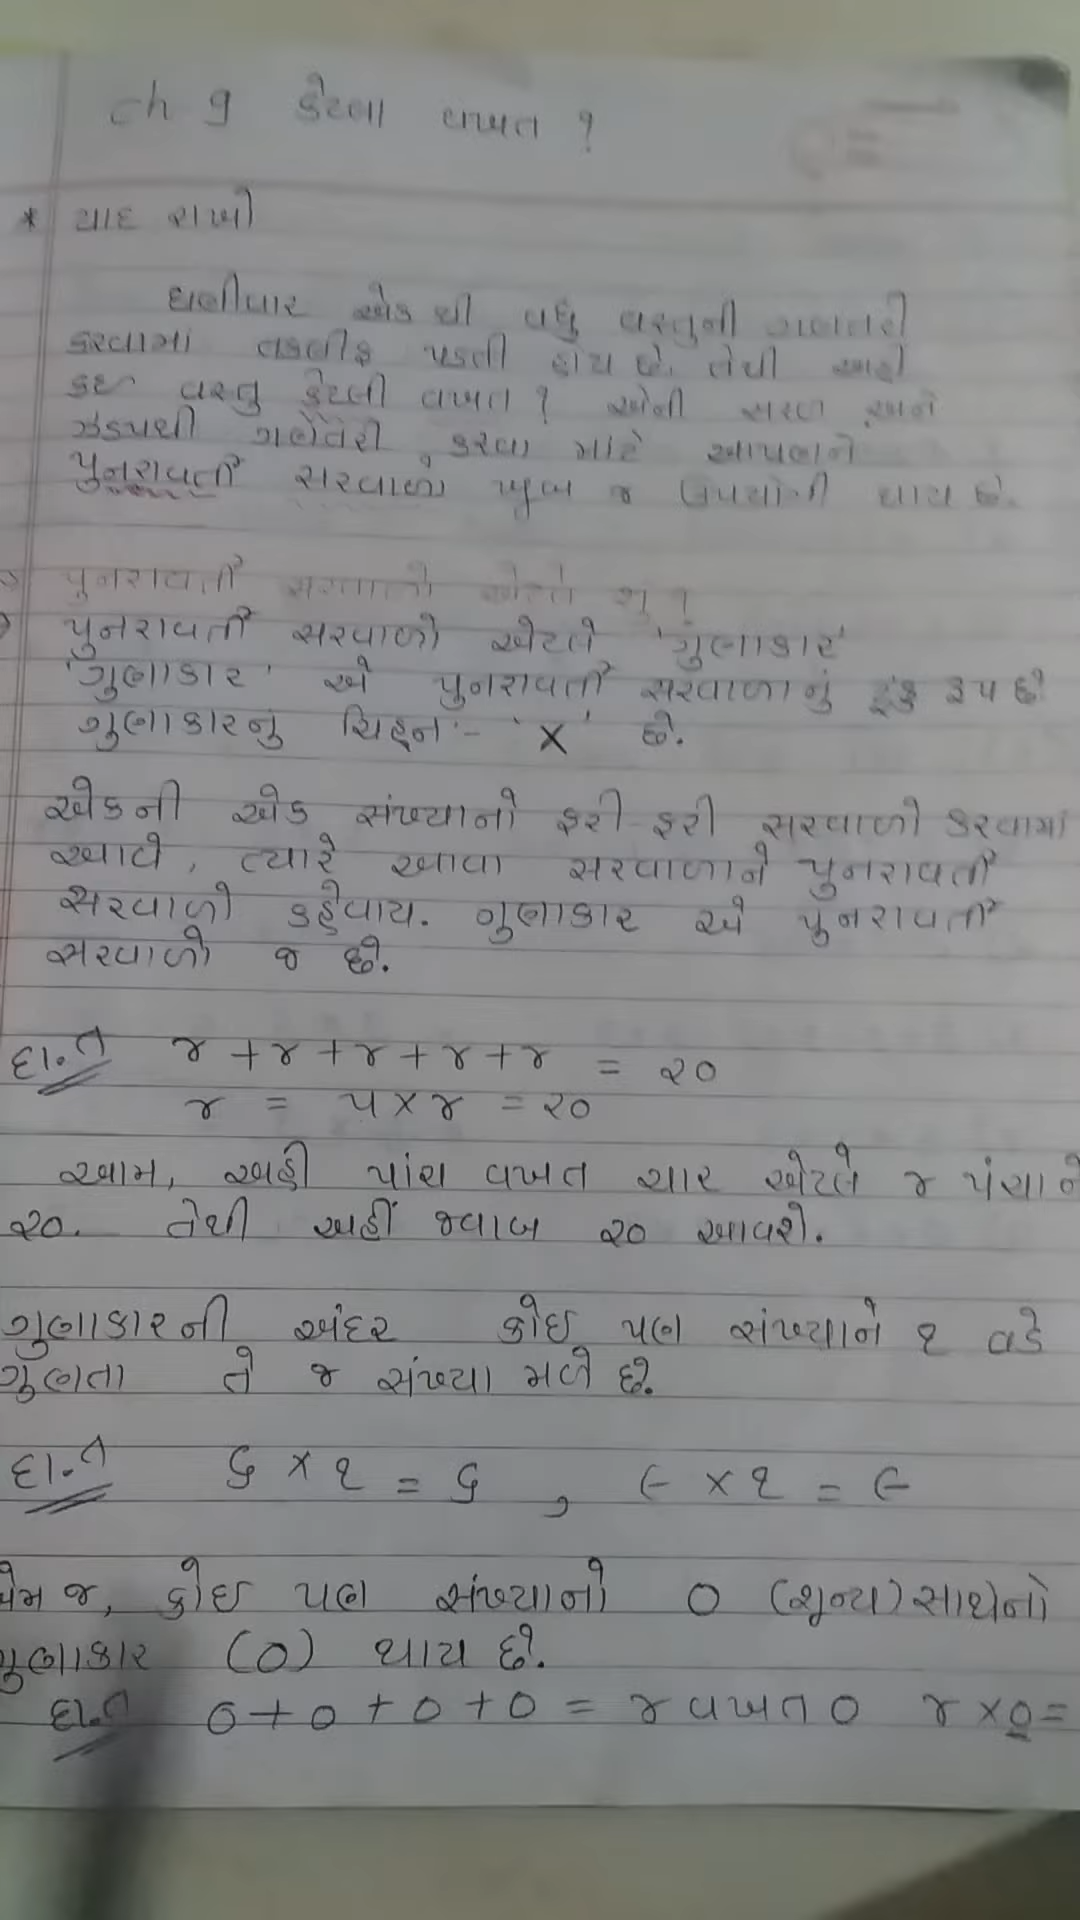 ch 9 કેટલા વખત ?
* યાદ રાખો
ઘણીવાર એક થી વધુ વસ્તુની ગણતરી
કરવામાં તકલીફ પડતી હોય છે. તેથી અહીં
કઇ વસ્તુ કેટલી વખત ? એની સરળ અને
ઝડપથી ગણતરી કરવા માટે આપણને
પુનરાવર્તી સરવાળો ખુબ જ ઉપયોગી થાય છે.
પુનરાવર્તી સરવાળો એટલે શું ?
પુનરાવર્તી સરવાળો એટલે 'ગુણાકાર'
'ગુણાકાર' એ પુનરાવર્તી સરવાળાનું ટુંકુ રૂપ છે
ગુણાકારનું ચિહ્ન :- 'X' છે.
એકની એક સંખ્યાનો ફરી-ફરી સરવાળો કરવામાં
આવે, ત્યારે આવા સરવાળાને પુનરાવર્તી
સરવાળો કહેવાય. ગુણાકાર એ પુનરાવર્તી
સરવાળો જ છે.
દા.ત ૪ + ૪ + ૪ + ૪ + ૪ = ૨૦
૪ = ૫ × ૪ = ૨૦
આમ, અહીં પાંચ વખત ચાર એટલે ૪ પંચાને
૨૦. તેથી અહીં જવાબ ૨૦ આવશે.
ગુણાકારની અંદર કોઇ પણ સંખ્યાને ૧ વડે
ગુણતા તે જ સંખ્યા મળે છે.
દા.ત ૬ × ૧ = ૬ , ૯ × ૧ = ૯
એમ જ, કોઇ પણ સંખ્યાનો ૦ (શૂન્ય) સાથેનો
ગુણાકાર (૦) થાય છે.
દા.ત ૦ + ૦ + ૦ + ૦ = ૪ વખત ૦ ૪ × ૦ =